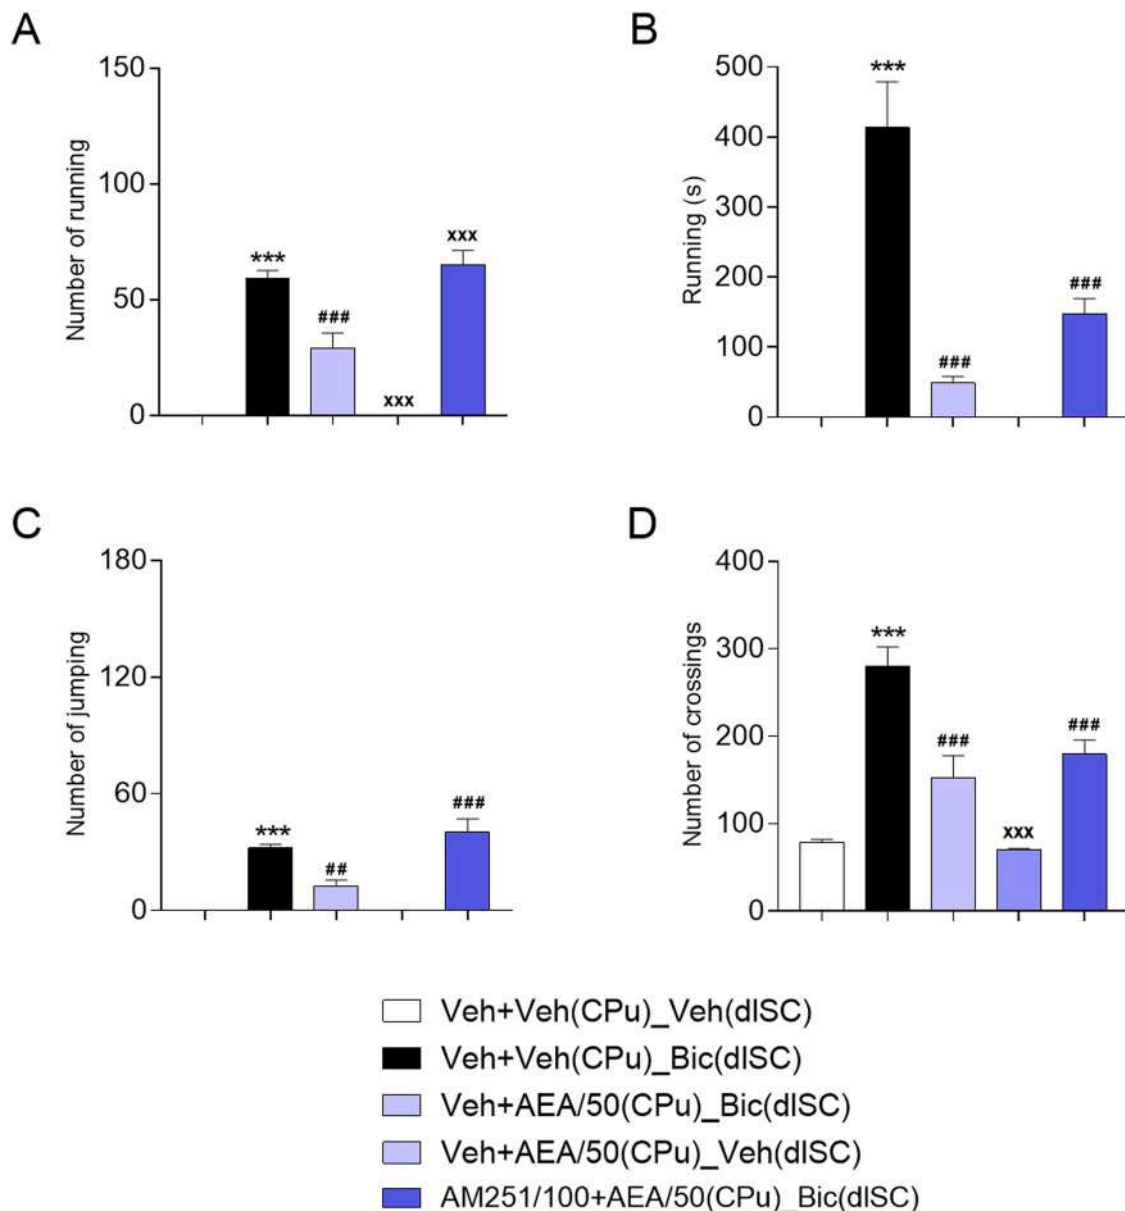 A
150
100
50
0
Number of running
***
###
xxx
xxx
B
500
400
300
200
100
0
Running (s)
***
###
###
C
180
120
60
0
Number of jumping
***
##
###
D
400
300
200
100
0
Number of crossings
***
###
xxx
###
Veh+Veh(CPu)_Veh(dlSC)
Veh+Veh(CPu)_Bic(dlSC)
Veh+AEA/50(CPu)_Bic(dlSC)
Veh+AEA/50(CPu)_Veh(dlSC)
AM251/100+AEA/50(CPu)_Bic(dlSC)